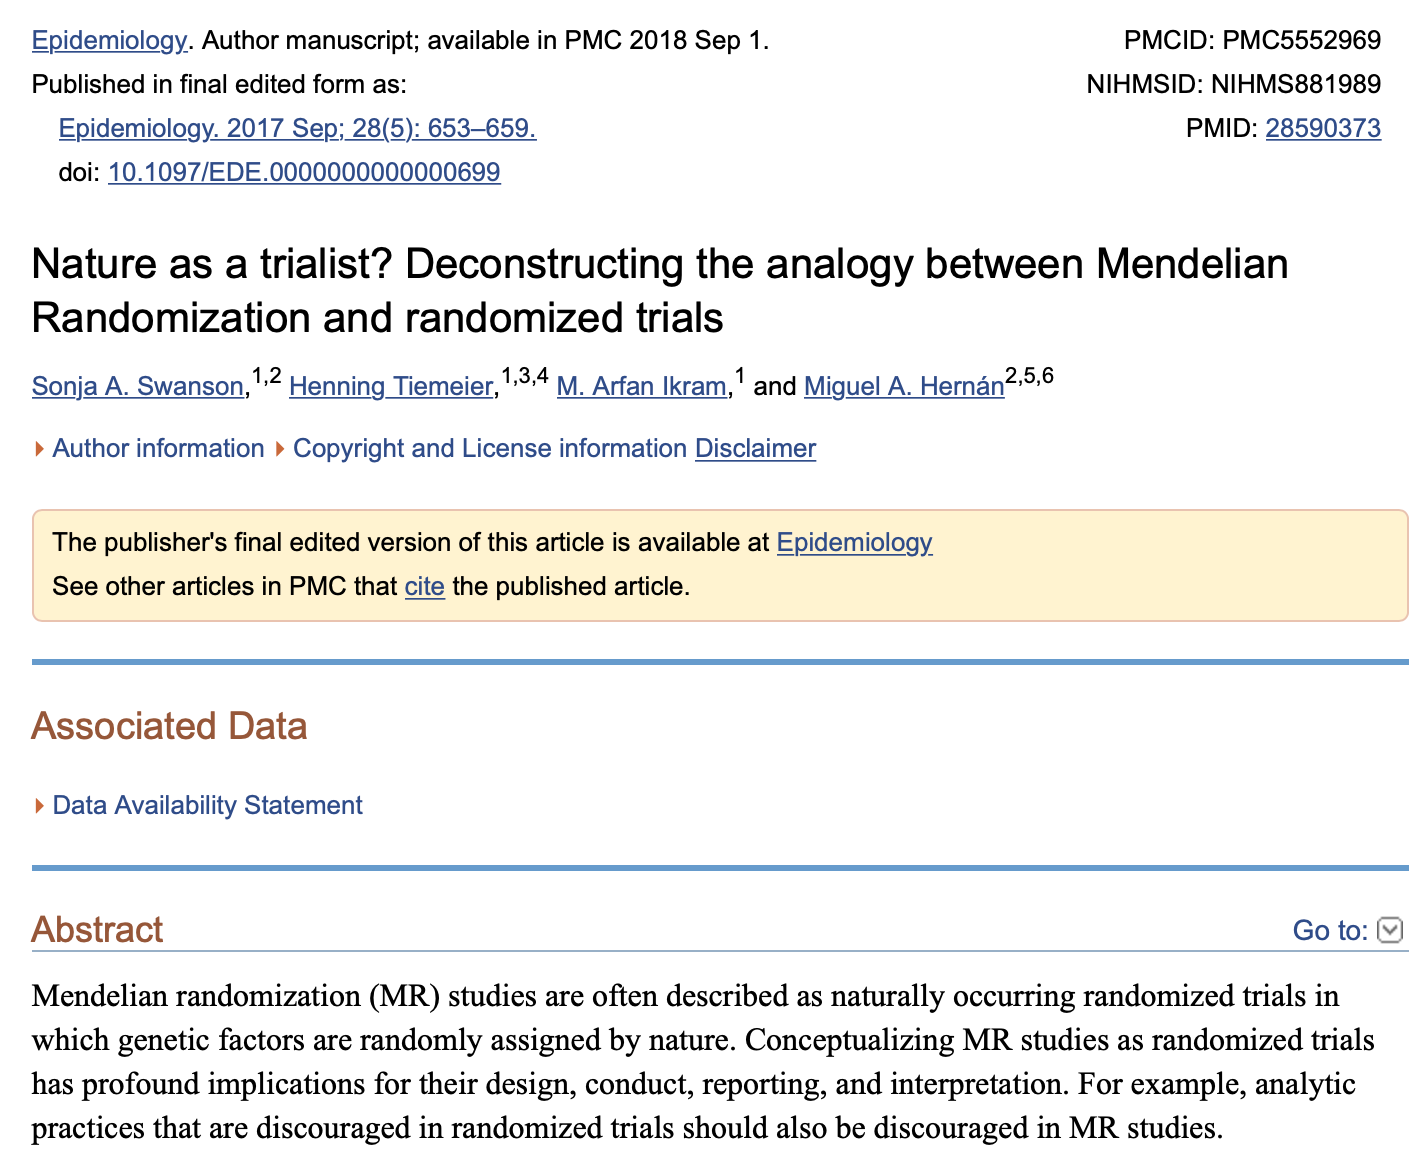 Epidemiology. Author manuscript; available in PMC 2018 Sep 1.
Published in final edited form as:
Epidemiology. 2017 Sep; 28(5): 653–659.
doi: 10.1097/EDE.0000000000000699
PMCID: PMC5552969
NIHMSID: NIHMS881989
PMID: 28590373
Nature as a trialist? Deconstructing the analogy between Mendelian
Randomization and randomized trials
Sonja A. Swanson,1,2 Henning Tiemeier,1,3,4 M. Arfan Ikram,1 and Miguel A. Hernán2,5,6
Author information Copyright and License information Disclaimer
The publisher's final edited version of this article is available at Epidemiology
See other articles in PMC that cite the published article.
Associated Data
Data Availability Statement
Abstract
Go to:
Mendelian randomization (MR) studies are often described as naturally occurring randomized trials in
which genetic factors are randomly assigned by nature. Conceptualizing MR studies as randomized trials
has profound implications for their design, conduct, reporting, and interpretation. For example, analytic
practices that are discouraged in randomized trials should also be discouraged in MR studies.